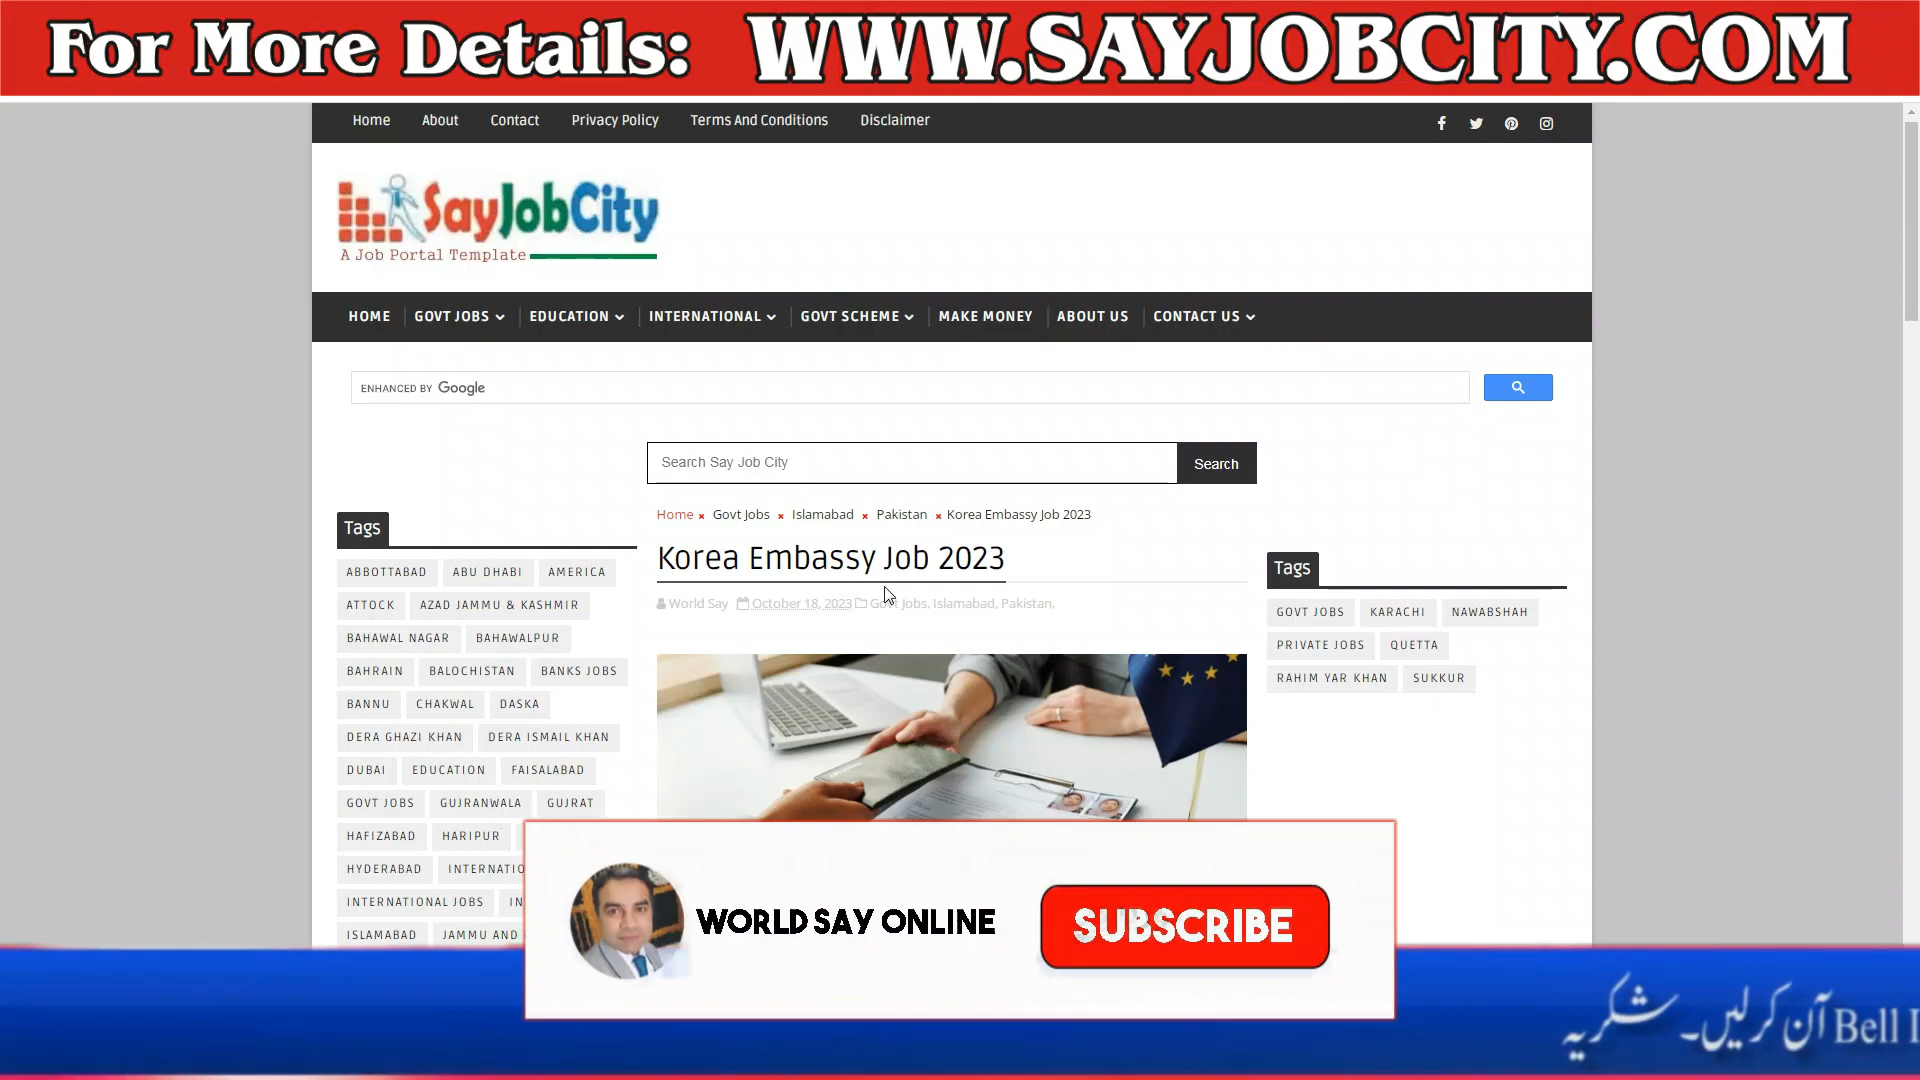 For More Details: WWW.SAYJOBCITY.COM
Home About Contact Privacy Policy Terms And Conditions Disclaimer
SayJobCity
A Job Portal Template
HOME GOVT JOBS EDUCATION INTERNATIONAL GOVT SCHEME MAKE MONEY ABOUT US CONTACT US
ENHANCED BY Google
Search Say Job City Search
Home × Govt Jobs × Islamabad × Pakistan × Korea Embassy Job 2023
Korea Embassy Job 2023
World Say October 18, 2023 Govt Jobs, Islamabad, Pakistan,
Tags
ABBOTTABAD ABU DHABI AMERICA
ATTOCK AZAD JAMMU & KASHMIR
BAHAWAL NAGAR BAHAWALPUR
BAHRAIN BALOCHISTAN BANKS JOBS
BANNU CHAKWAL DASKA
DERA GHAZI KHAN DERA ISMAIL KHAN
DUBAI EDUCATION FAISALABAD
GOVT JOBS GUJRANWALA GUJRAT
HAFIZABAD HARIPUR
HYDERABAD INTERNATIO
INTERNATIONAL JOBS IN
ISLAMABAD JAMMU AND
Tags
GOVT JOBS KARACHI NAWABSHAH
PRIVATE JOBS QUETTA
RAHIM YAR KHAN SUKKUR
WORLD SAY ONLINE SUBSCRIBE
Bell آن کرلیں۔ شکریہ